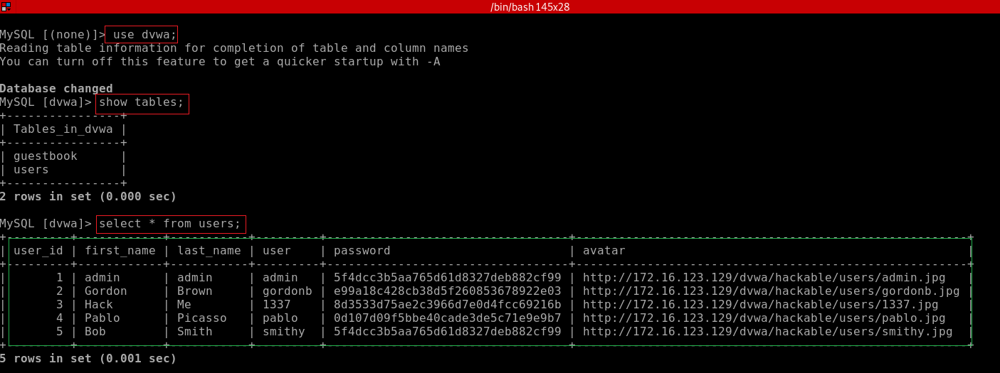 /bin/bash 145x28
MySQL [(none)]> use dvwa;
Reading table information for completion of table and column names
You can turn off this feature to get a quicker startup with -A
Database changed
MySQL [dvwa]> show tables;
+----------------+
| Tables_in_dvwa |
+----------------+
| guestbook      |
| users          |
+----------------+
2 rows in set (0.000 sec)
MySQL [dvwa]> select * from users;
+---------+------------+-----------+---------+----------------------------------+-------------------------------------------------------+
| user_id | first_name | last_name | user    | password                         | avatar                                                |
+---------+------------+-----------+---------+----------------------------------+-------------------------------------------------------+
|       1 | admin      | admin     | admin   | 5f4dcc3b5aa765d61d8327deb882cf99 | http://172.16.123.129/dvwa/hackable/users/admin.jpg   |
|       2 | Gordon     | Brown     | gordonb | e99a18c428cb38d5f260853678922e03 | http://172.16.123.129/dvwa/hackable/users/gordonb.jpg |
|       3 | Hack       | Me        | 1337    | 8d3533d75ae2c3966d7e0d4fcc69216b | http://172.16.123.129/dvwa/hackable/users/1337.jpg    |
|       4 | Pablo      | Picasso   | pablo   | 0d107d09f5bbe40cade3de5c71e9e9b7 | http://172.16.123.129/dvwa/hackable/users/pablo.jpg   |
|       5 | Bob        | Smith     | smithy  | 5f4dcc3b5aa765d61d8327deb882cf99 | http://172.16.123.129/dvwa/hackable/users/smithy.jpg  |
+---------+------------+-----------+---------+----------------------------------+-------------------------------------------------------+
5 rows in set (0.001 sec)